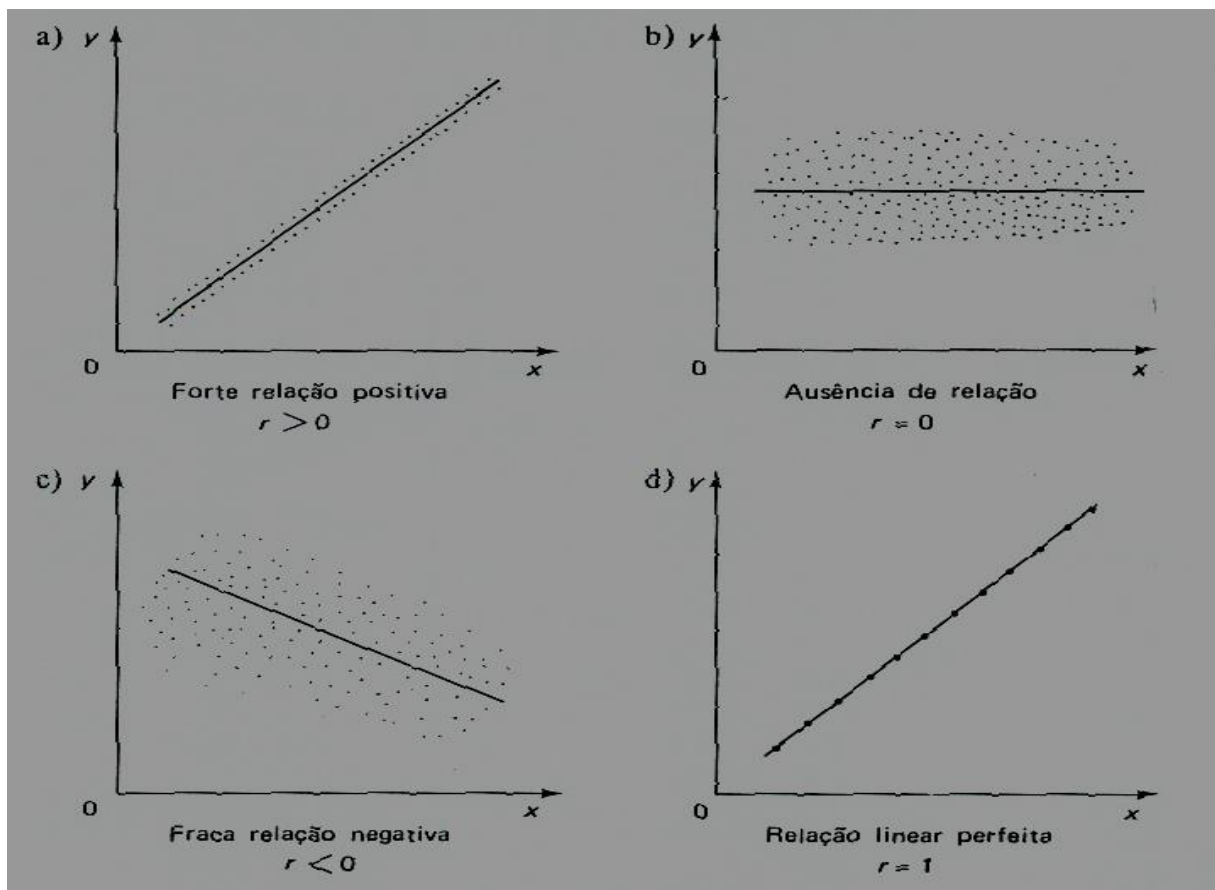 a) y
0
x
Forte relação positiva
r > 0
b) y
0
x
Ausência de relação
r = 0
c) y
0
x
Fraca relação negativa
r < 0
d) y
0
x
Relação linear perfeita
r = 1